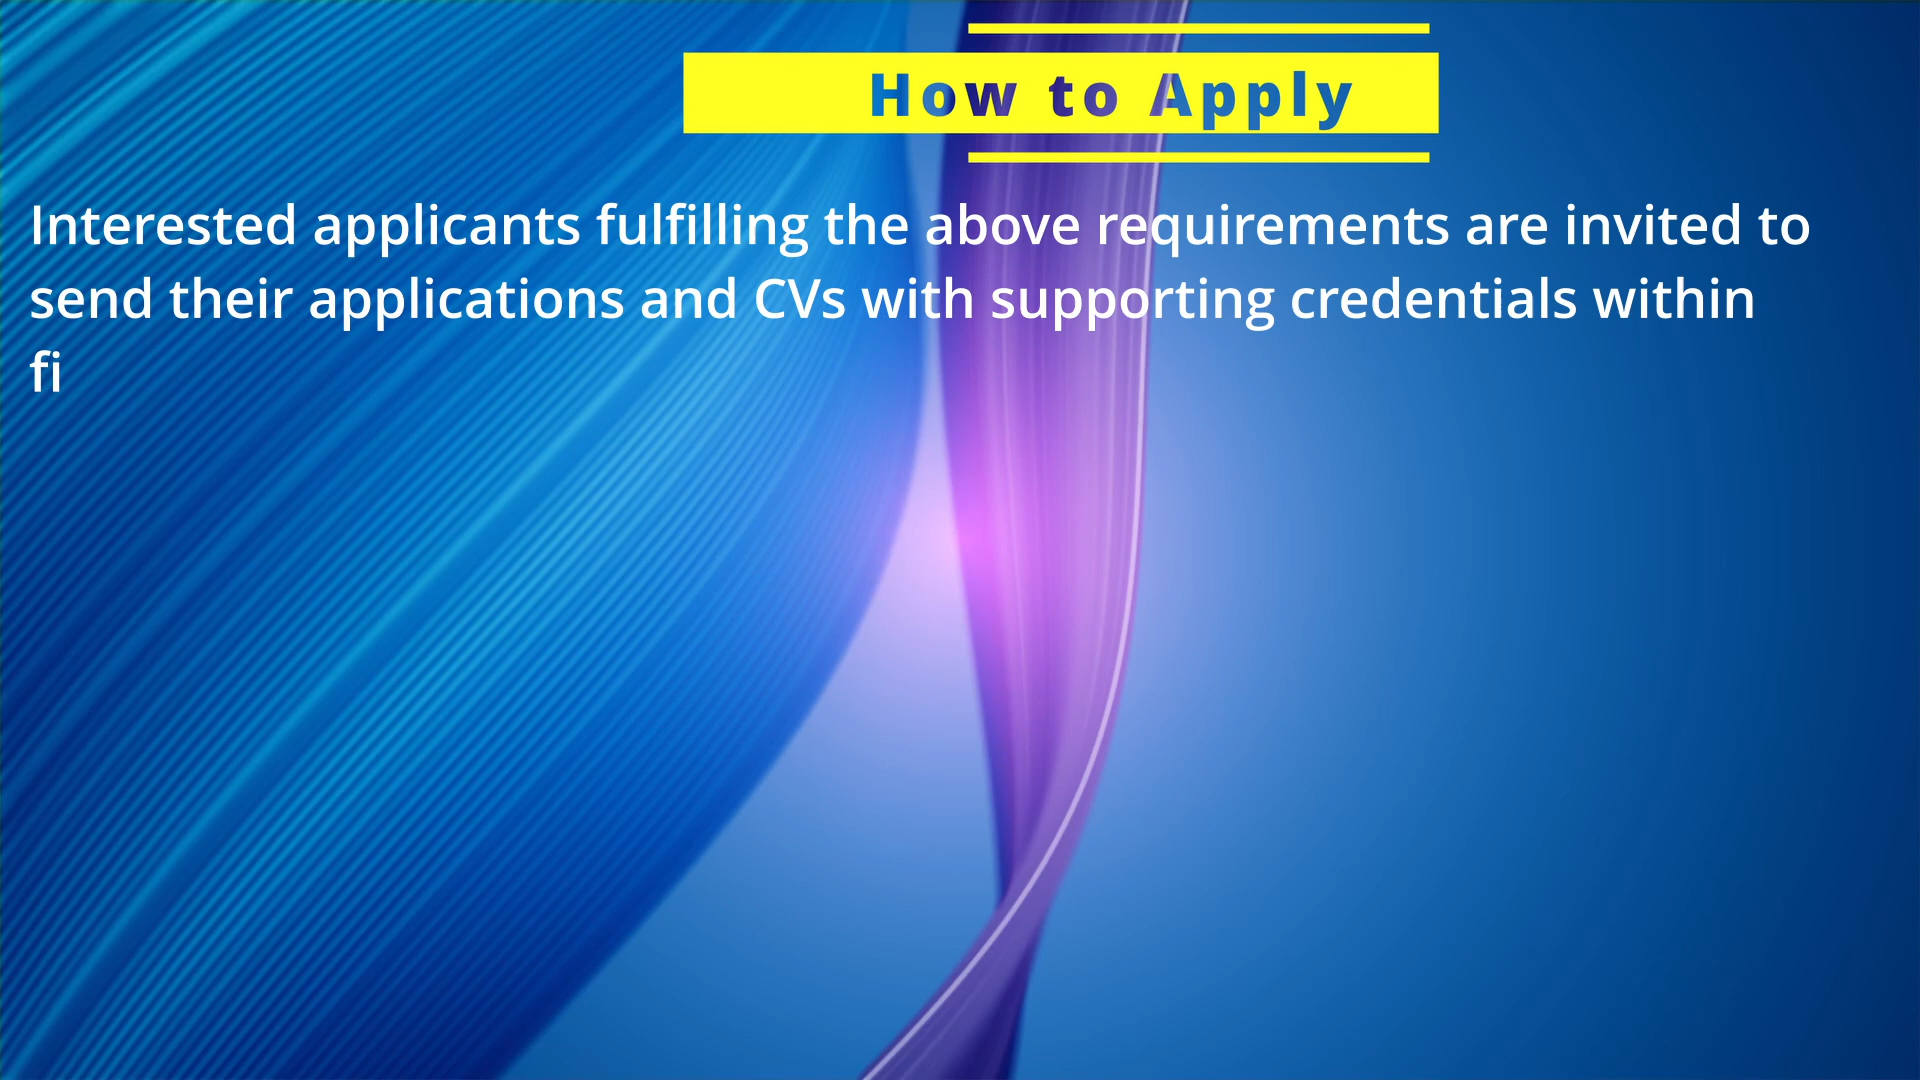 How to Apply
Interested applicants fulfilling the above requirements are invited to
send their applications and CVs with supporting credentials within
fi